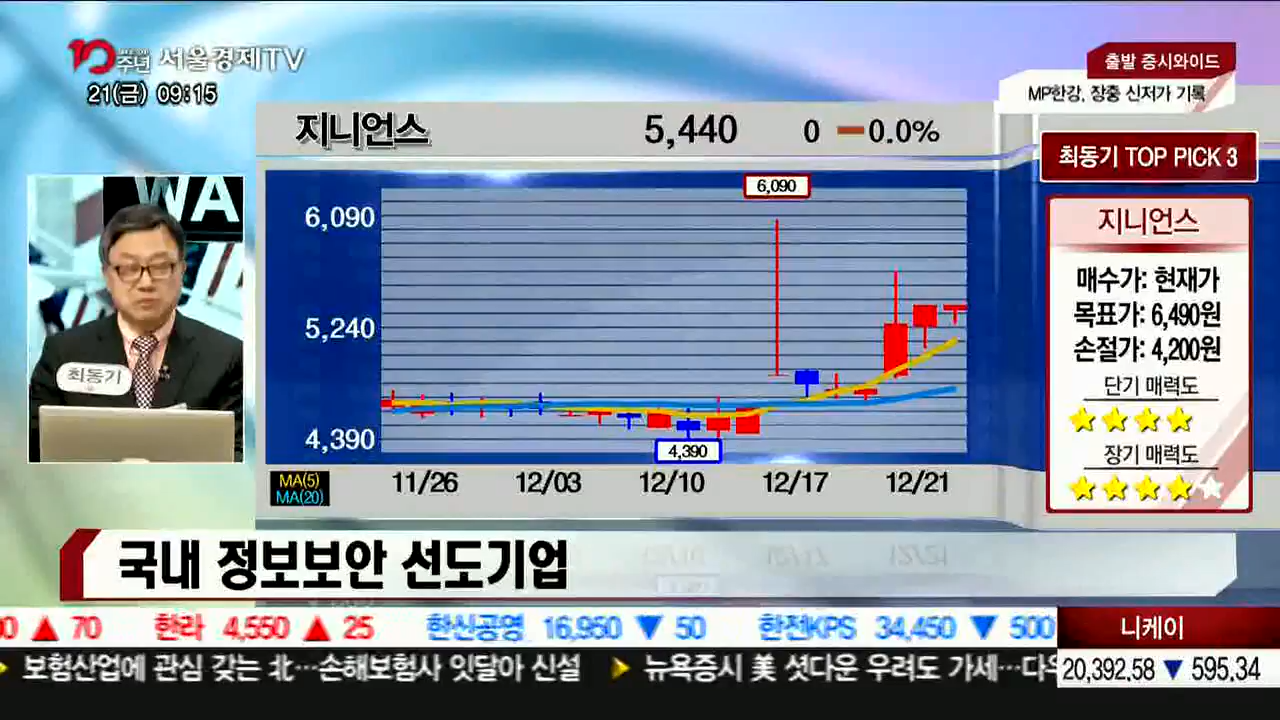 10주년 서울경제TV
21(금) 09:15
출발 증시와이드
MP한강, 장중 신저가 기록
지니언스 5,440 0 0.0%
최동기 TOP PICK 3
WA
최동기
6,090
6,090
5,240
4,390
4,390
MA(5)
MA(20)
11/26 12/03 12/10 12/17 12/21
지니언스
매수가: 현재가
목표가: 6,490원
손절가: 4,200원
단기 매력도
장기 매력도
국내 정보보안 선도기업
0 ▲ 70 한라 4,550 ▲ 25 한신공영 16,950 ▼ 50 한전KPS 34,450 ▼ 500
니케이
보험산업에 관심 갖는 北…손해보험사 잇달아 신설 ▶ 뉴욕증시 美 셧다운 우려도 가세…다우
20,392.58 ▼ 595.34